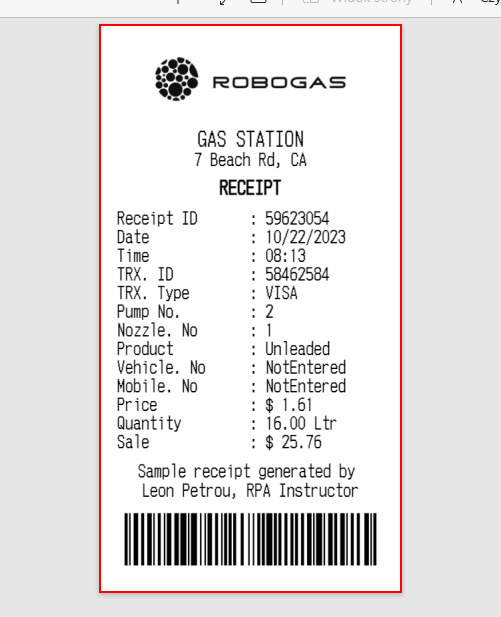 Widok strony
ROBOGAS
GAS STATION
7 Beach Rd, CA
RECEIPT
Receipt ID : 59623054
Date : 10/22/2023
Time : 08:13
TRX. ID : 58462584
TRX. Type : VISA
Pump No. : 2
Nozzle. No : 1
Product : Unleaded
Vehicle. No : NotEntered
Mobile. No : NotEntered
Price : $ 1.61
Quantity : 16.00 Ltr
Sale : $ 25.76
Sample receipt generated by
Leon Petrou, RPA Instructor